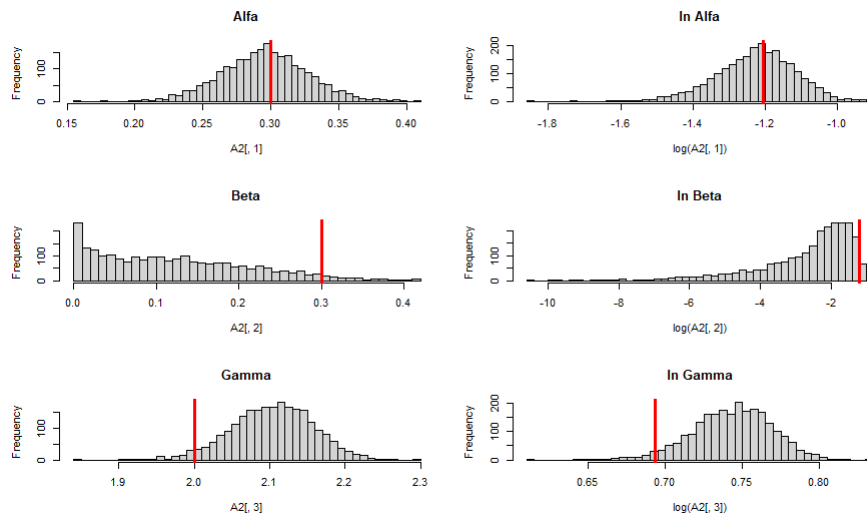 Alfa
Frequency
0 100
0.15 0.20 0.25 0.30 0.35 0.40
A2[, 1]
ln Alfa
Frequency
0 100 200
-1.8 -1.6 -1.4 -1.2 -1.0
log(A2[, 1])
Beta
Frequency
0 100
0.0 0.1 0.2 0.3 0.4
A2[, 2]
ln Beta
Frequency
0 100
-10 -8 -6 -4 -2
log(A2[, 2])
Gamma
Frequency
0 100
1.9 2.0 2.1 2.2 2.3
A2[, 3]
ln Gamma
Frequency
0 100 200
0.65 0.70 0.75 0.80
log(A2[, 3])